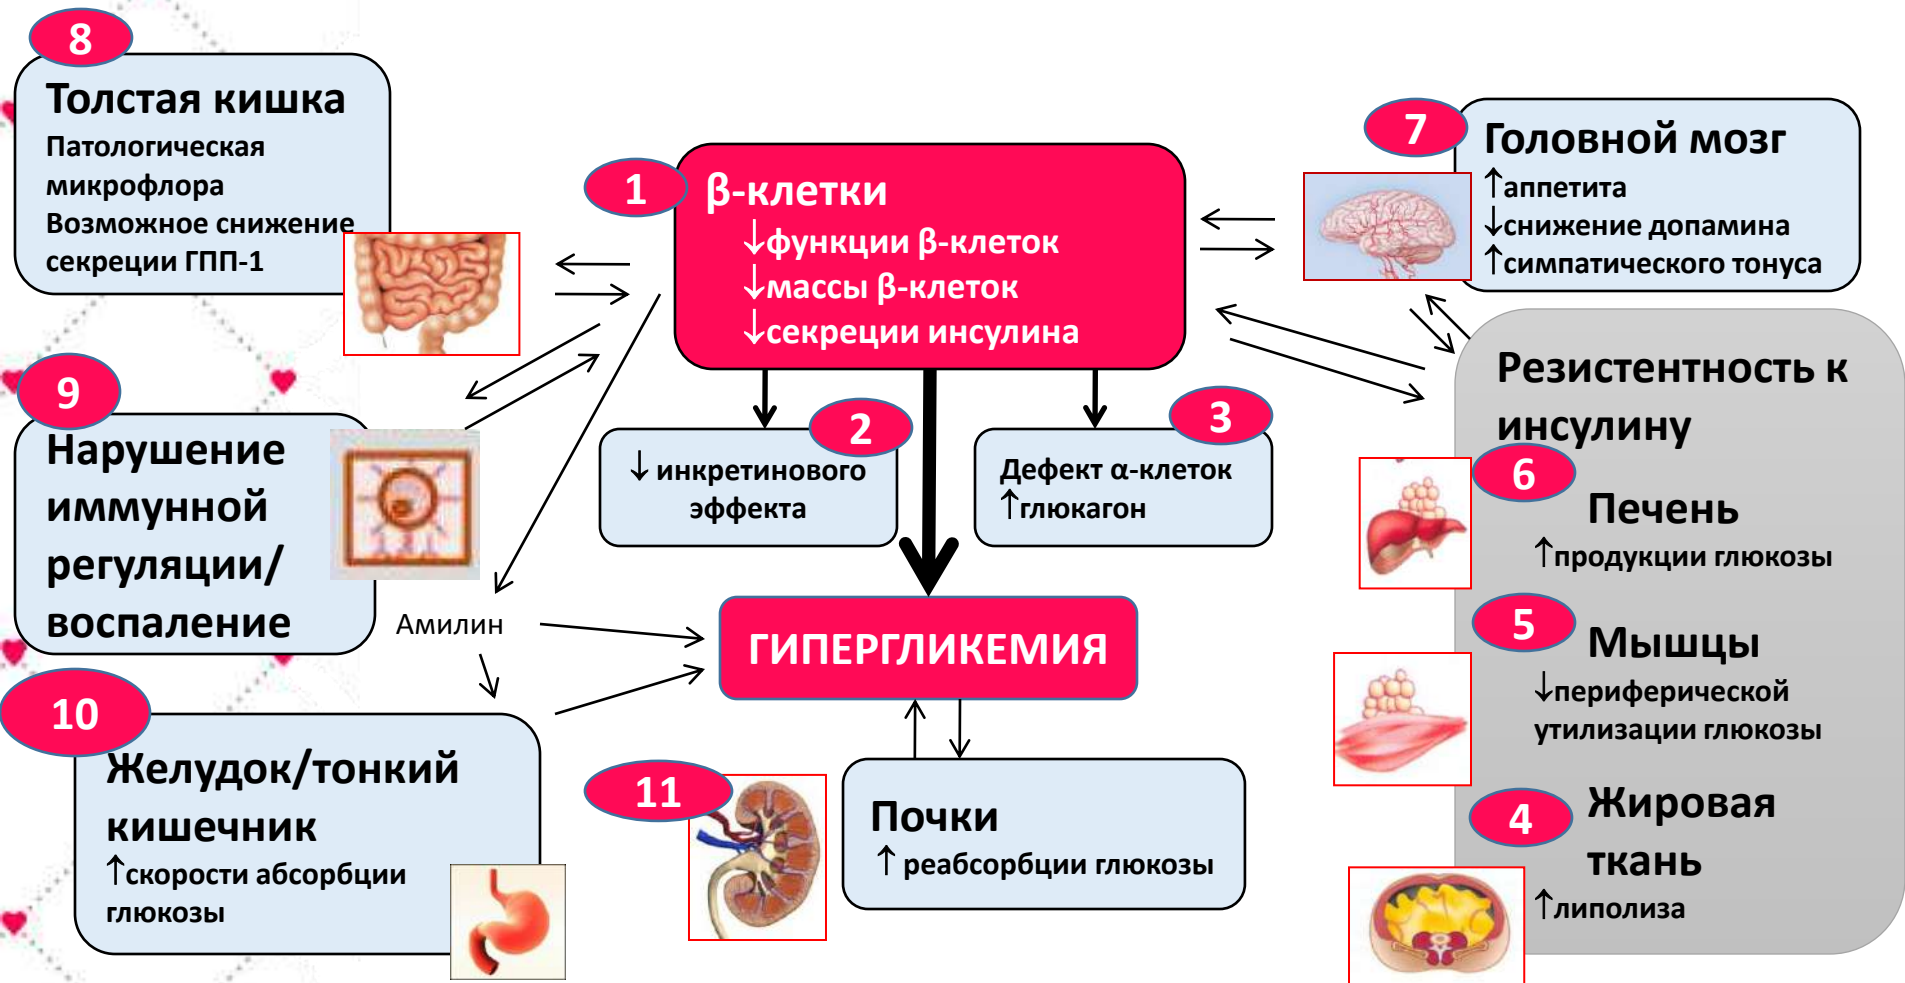 8
Толстая кишка
Патологическая
микрофлора
Возможное снижение
секреции ГПП-1
1
β-клетки
↓функции β-клеток
↓массы β-клеток
↓секреции инсулина
7
Головной мозг
↑аппетита
↓снижение допамина
↑симпатического тонуса
9
Нарушение
иммунной
регуляции/
воспаление
2
↓ инкретинового
эффекта
3
Дефект α-клеток
↑глюкагон
Резистентность к
инсулину
6
Печень
↑продукции глюкозы
5
Мышцы
↓периферической
утилизации глюкозы
4
Жировая
ткань
↑липолиза
Амилин
ГИПЕРГЛИКЕМИЯ
10
Желудок/тонкий
кишечник
↑скорости абсорбции
глюкозы
11
Почки
↑ реабсорбции глюкозы